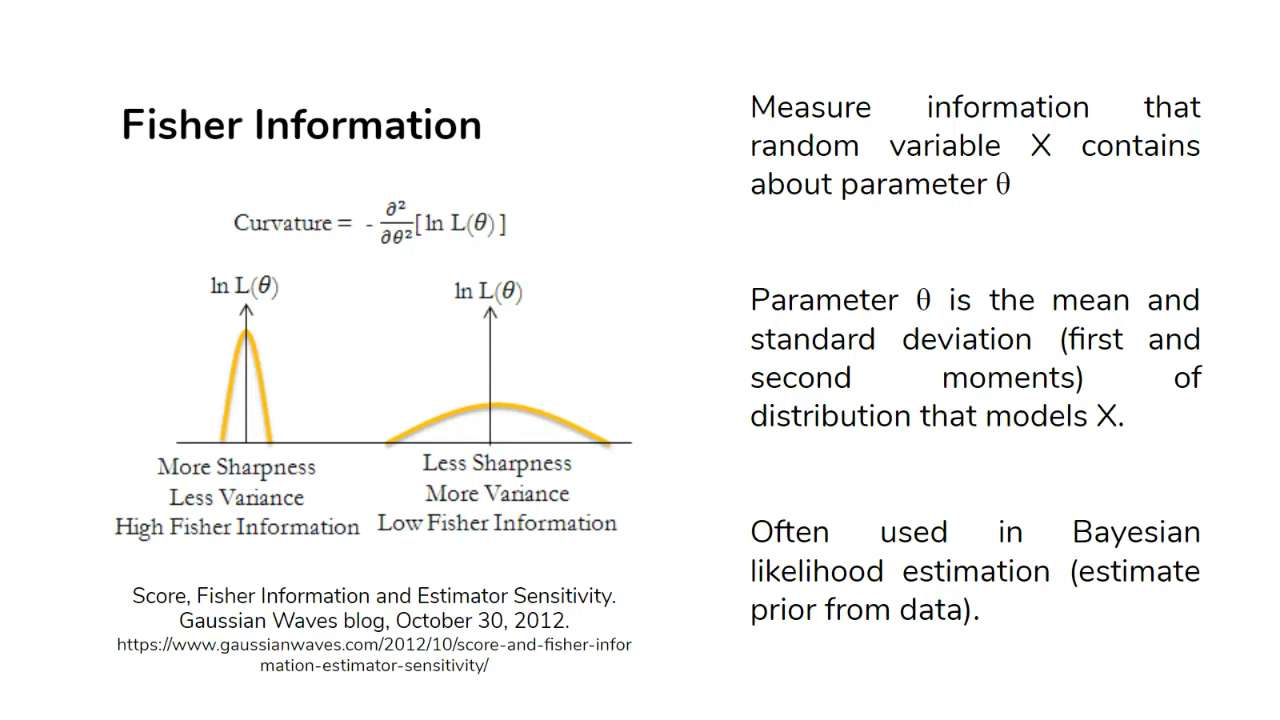 Fisher Information
Curvature = - ∂²/∂θ² [ ln L(θ) ]
ln L(θ)
ln L(θ)
More Sharpness
Less Variance
High Fisher Information
Less Sharpness
More Variance
Low Fisher Information
Score, Fisher Information and Estimator Sensitivity.
Gaussian Waves blog, October 30, 2012.
https://www.gaussianwaves.com/2012/10/score-and-fisher-infor
mation-estimator-sensitivity/
Measure information that
random variable X contains
about parameter θ
Parameter θ is the mean and
standard deviation (first and
second moments) of
distribution that models X.
Often used in Bayesian
likelihood estimation (estimate
prior from data).